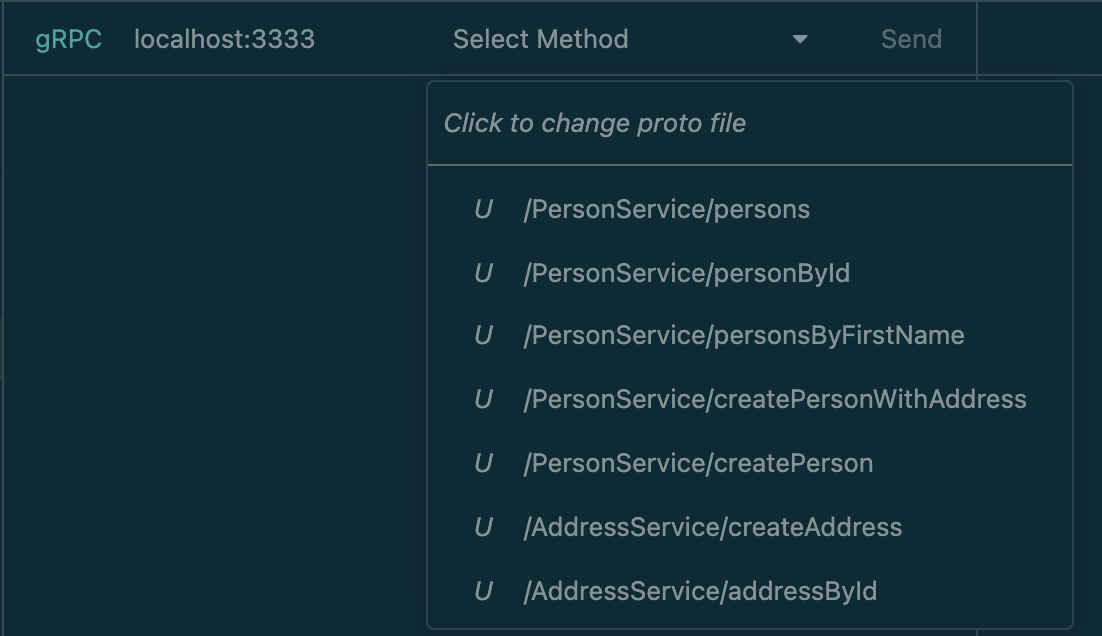 gRPC localhost:3333 Select Method Send
Click to change proto file
U /PersonService/persons
U /PersonService/personById
U /PersonService/personsByFirstName
U /PersonService/createPersonWithAddress
U /PersonService/createPerson
U /AddressService/createAddress
U /AddressService/addressById